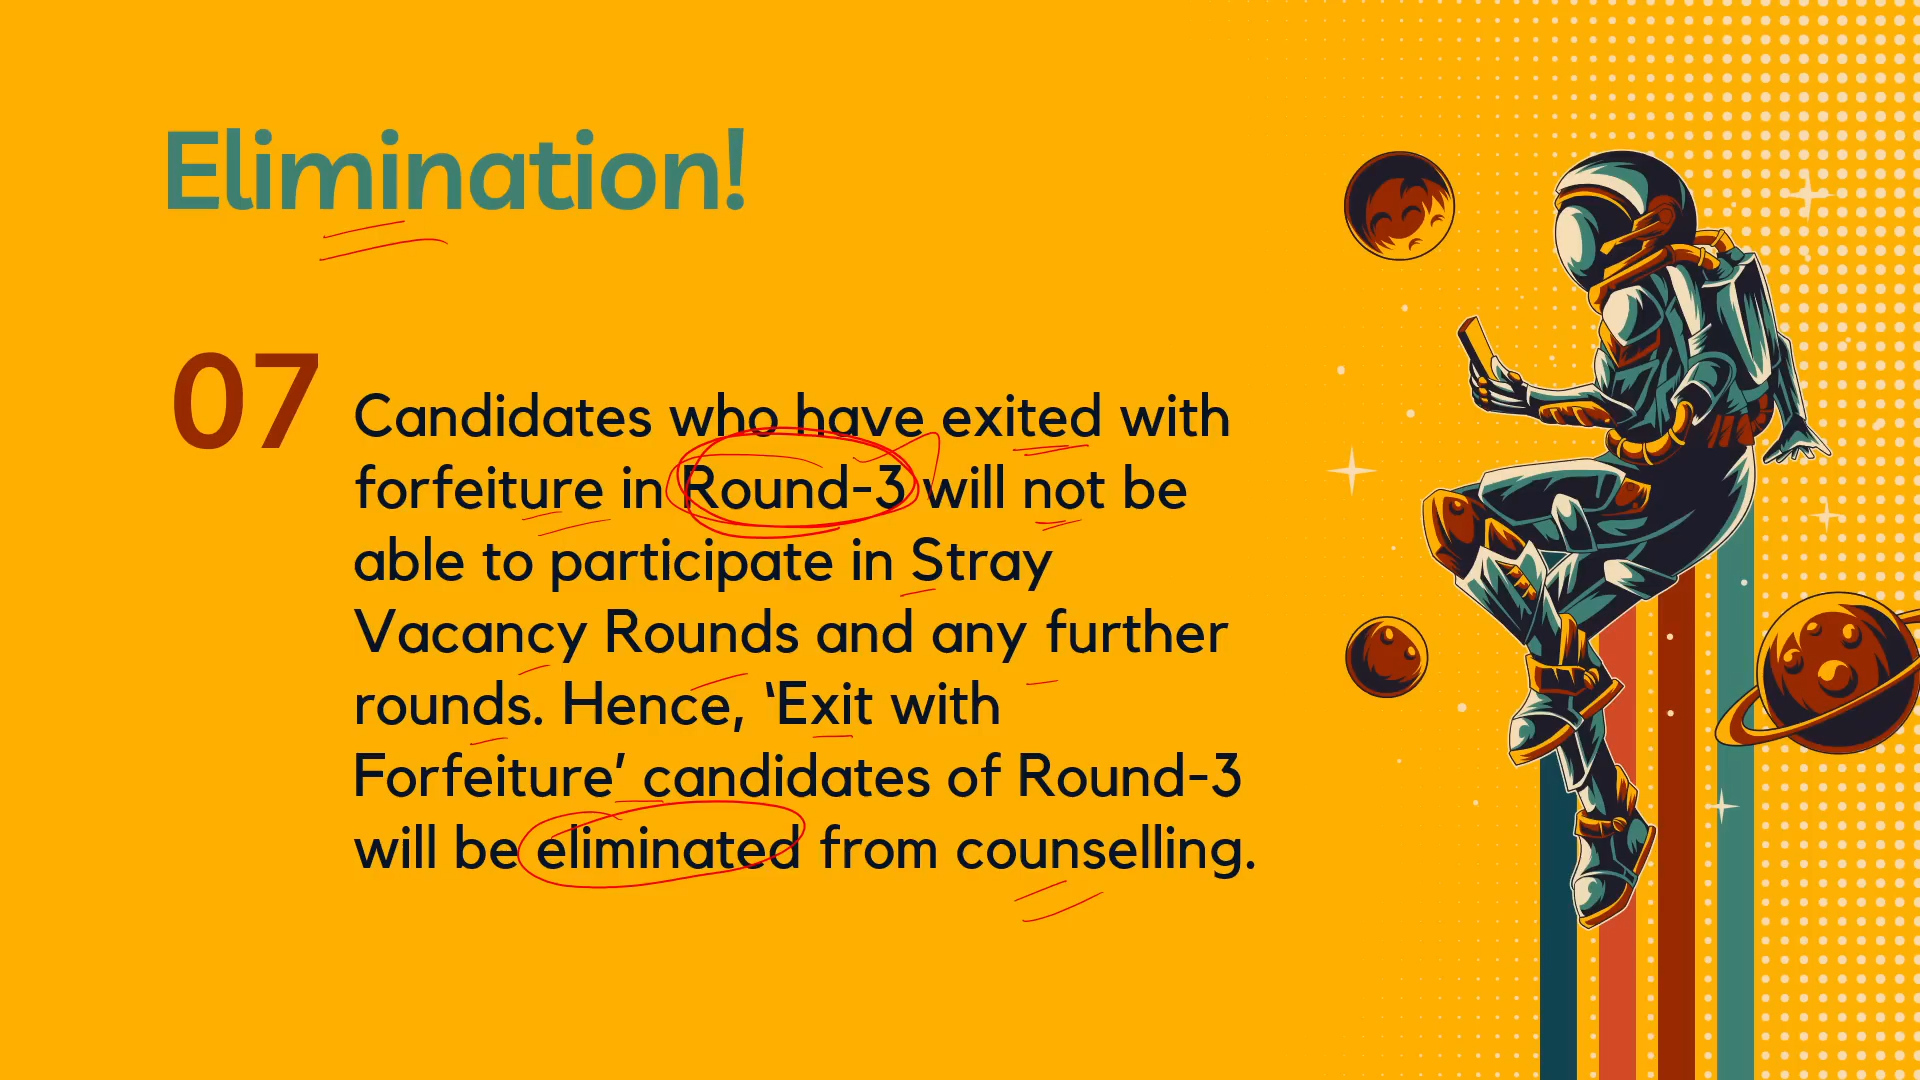 Elimination!
07
Candidates who have exited with
forfeiture in Round-3 will not be
able to participate in Stray
Vacancy Rounds and any further
rounds. Hence, ‘Exit with
Forfeiture’ candidates of Round-3
will be eliminated from counselling.